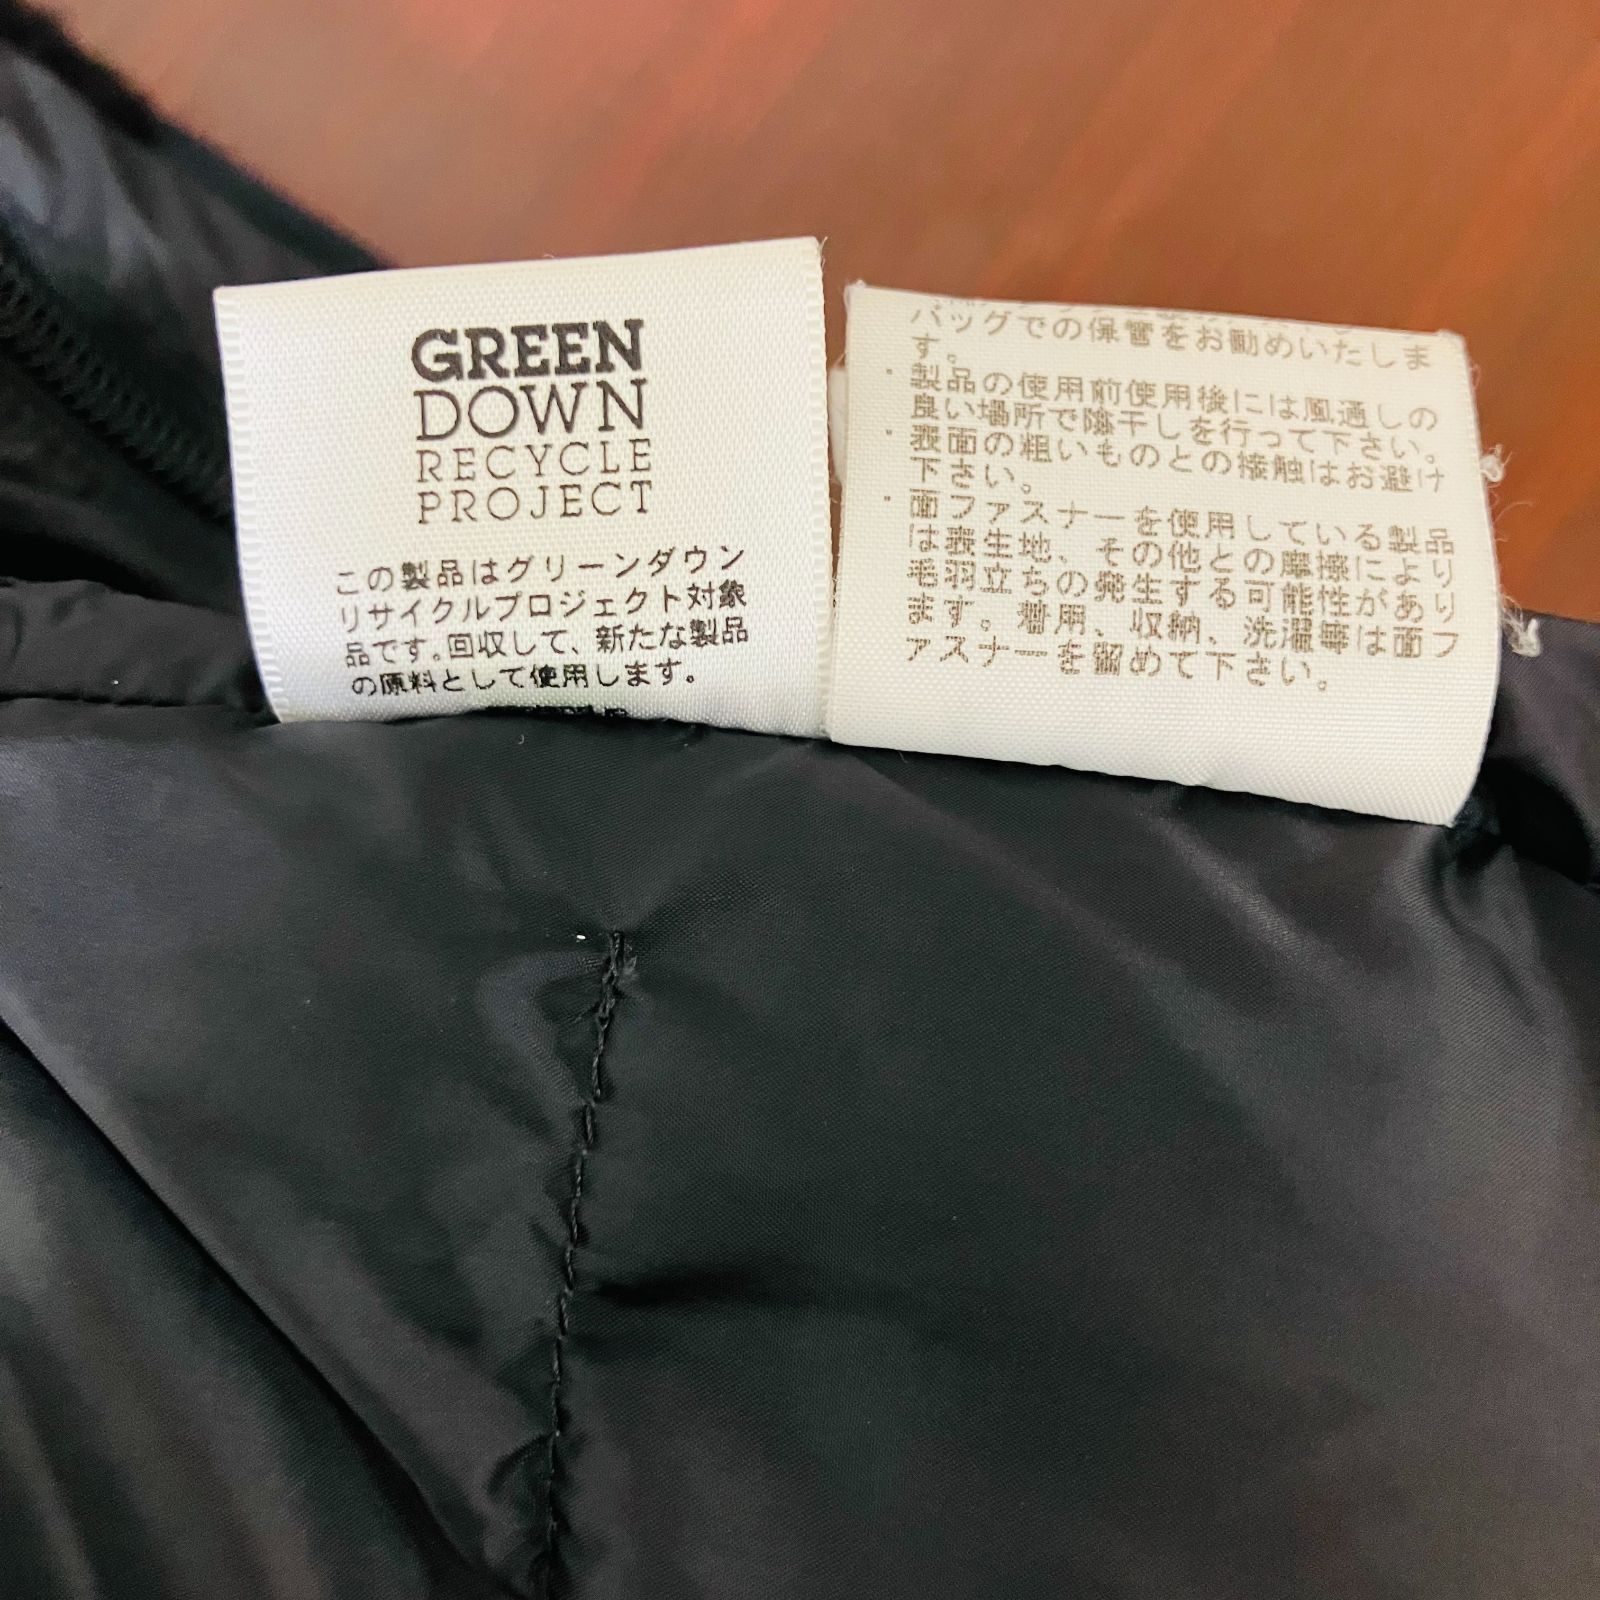 GREEN
DOWN
RECYCLE
PROJECT
この製品はグリーンダウン
リサイクルプロジェクト対象
品です。回収して、新たな製品
の原料として使用します。
バッグでの保管をお勧めいたしま
す。
・製品の使用前使用後には風通しの
良い場所で陰干しを行って下さい。
・表面の粗いものとの接触はお避け
下さい。
・面ファスナーを使用している製品
は表生地、その他との摩擦により
毛羽立ちの発生する可能性があり
ます。着用、収納、洗濯等は面フ
ァスナーを留めて下さい。